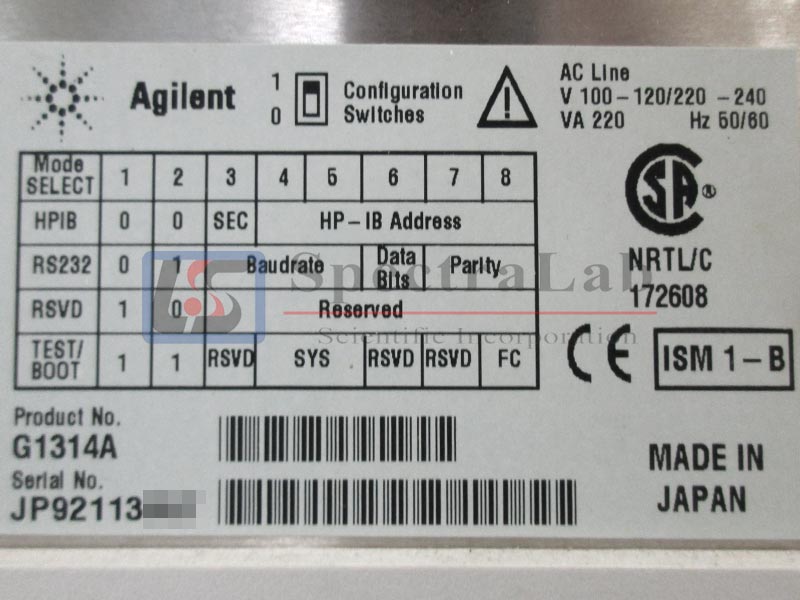 Agilent
1
0
Configuration
Switches
!
AC Line
V 100-120/220 -240
VA 220 Hz 50/60
Mode
SELECT 1 2 3 4 5 6 7 8
HPIB 0 0 SEC HP-IB Address
RS232 0 1 Baudrate Data Bits Parity
RSVD 1 0 Reserved
TEST/
BOOT 1 1 RSVD SYS RSVD RSVD FC
SA ®
NRTL/C
172608
CE ISM 1-B
LS SpectraLab
Scientific Incorporation
Product No.
G1314A
Serial No.
JP92113
MADE IN
JAPAN